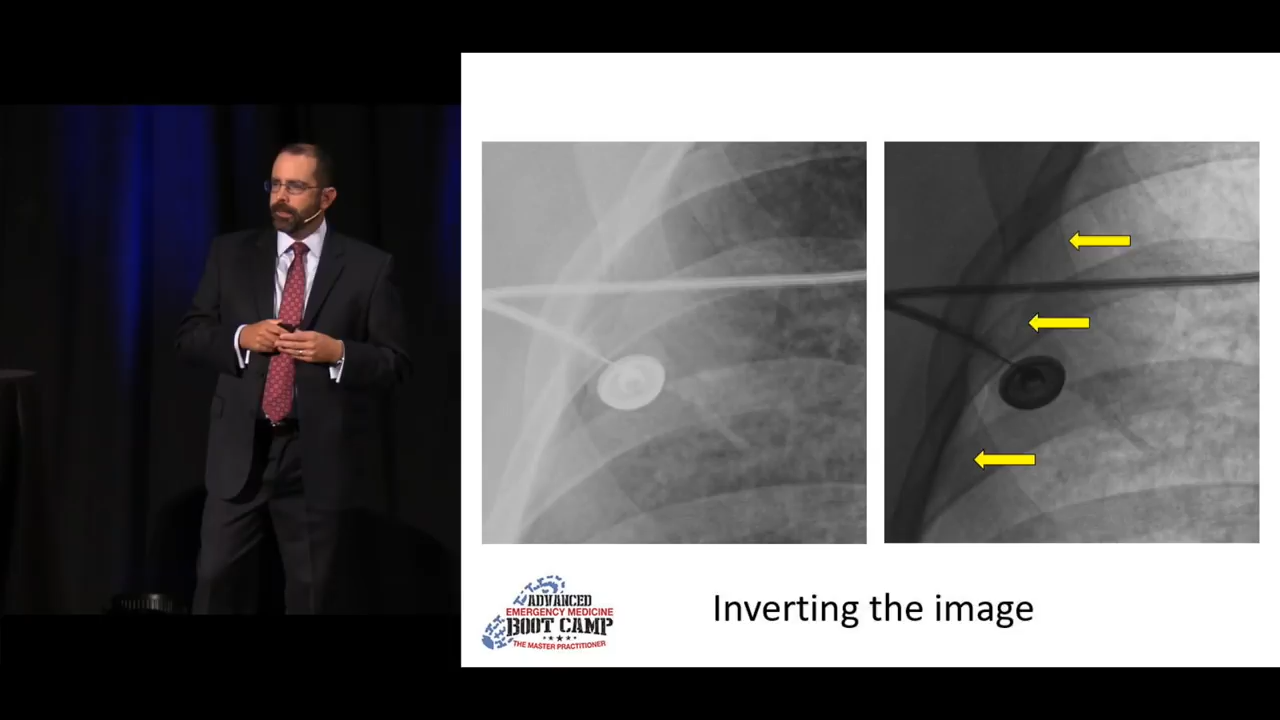 Inverting the image
ADVANCED
EMERGENCY MEDICINE
BOOT CAMP
THE MASTER PRACTITIONER